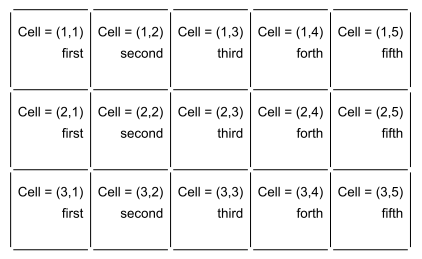 Cell = (1,1) Cell = (1,2) Cell = (1,3) Cell = (1,4) Cell = (1,5)
first second third forth fifth
Cell = (2,1) Cell = (2,2) Cell = (2,3) Cell = (2,4) Cell = (2,5)
first second third forth fifth
Cell = (3,1) Cell = (3,2) Cell = (3,3) Cell = (3,4) Cell = (3,5)
first second third forth fifth